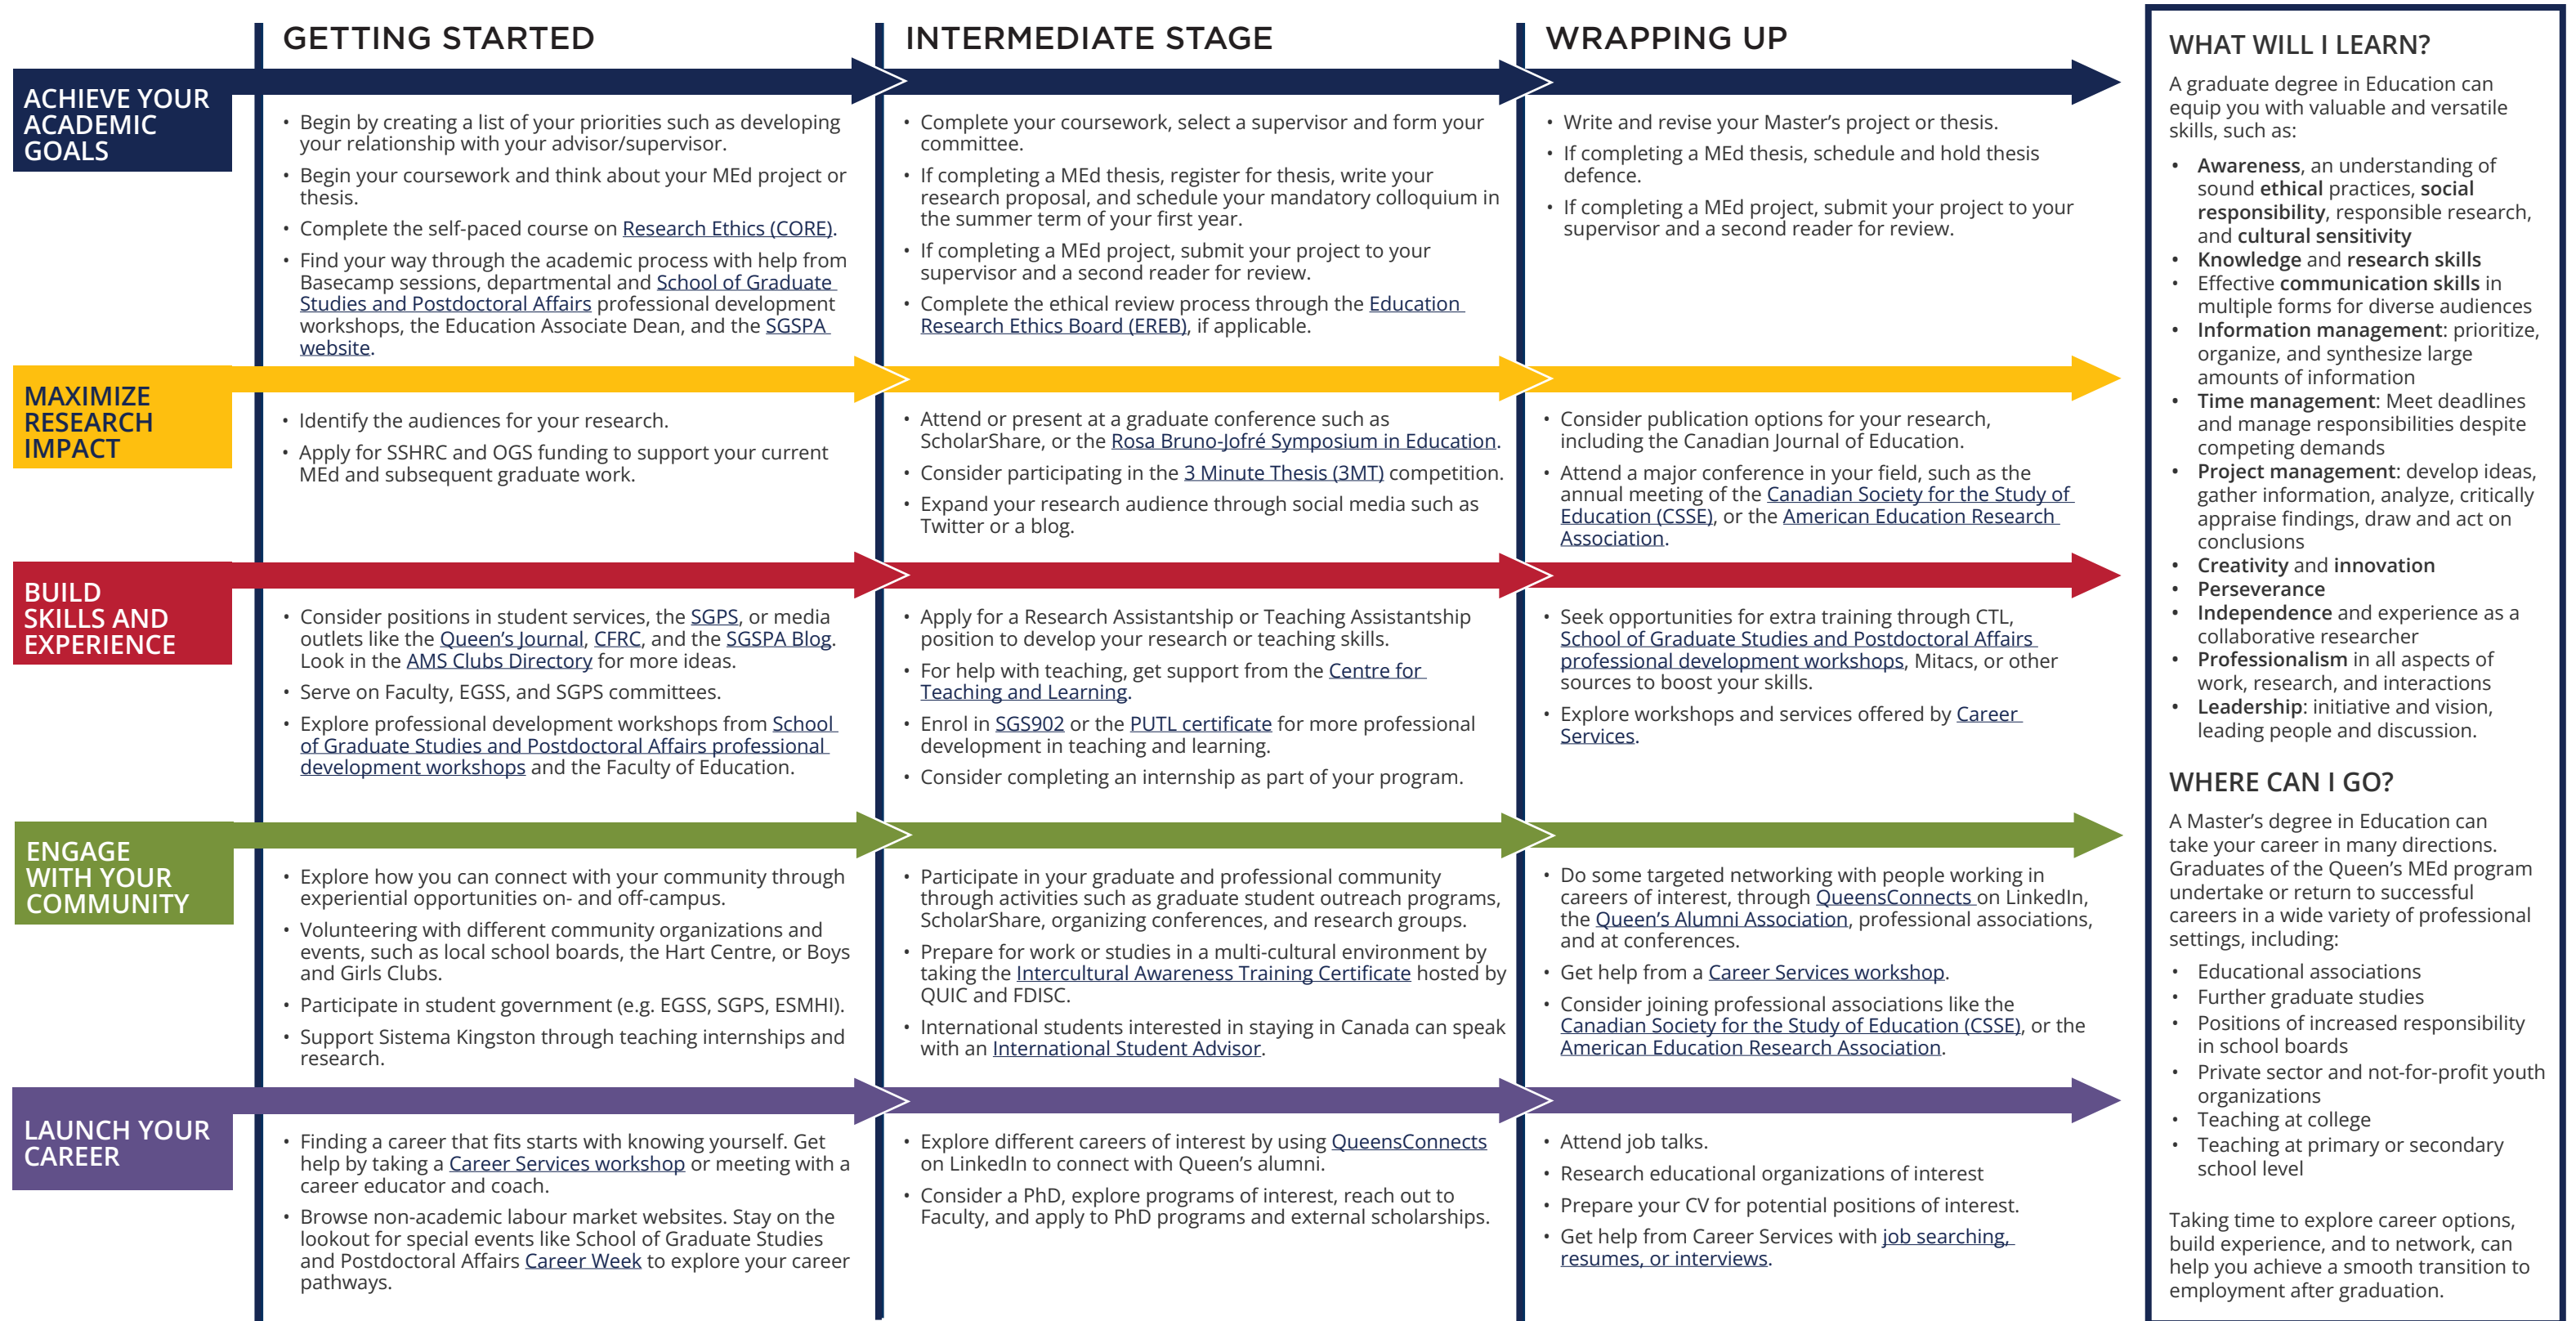 GETTING STARTED
INTERMEDIATE STAGE
WRAPPING UP
ACHIEVE YOUR
ACADEMIC
GOALS
• Begin by creating a list of your priorities such as developing
your relationship with your advisor/supervisor.
• Begin your coursework and think about your MEd project or
thesis.
• Complete the self-paced course on Research Ethics (CORE).
• Find your way through the academic process with help from
Basecamp sessions, departmental and School of Graduate
Studies and Postdoctoral Affairs professional development
workshops, the Education Associate Dean, and the SGSPA
website.
• Complete your coursework, select a supervisor and form your
committee.
• If completing a MEd thesis, register for thesis, write your
research proposal, and schedule your mandatory colloquium in
the summer term of your first year.
• If completing a MEd project, submit your project to your
supervisor and a second reader for review.
• Complete the ethical review process through the Education
Research Ethics Board (EREB), if applicable.
• Write and revise your Master's project or thesis.
• If completing a MEd thesis, schedule and hold thesis
defence.
• If completing a MEd project, submit your project to your
supervisor and a second reader for review.
MAXIMIZE
RESEARCH
IMPACT
• Identify the audiences for your research.
• Apply for SSHRC and OGS funding to support your current
MEd and subsequent graduate work.
• Attend or present at a graduate conference such as
ScholarShare, or the Rosa Bruno-Jofré Symposium in Education.
• Consider participating in the 3 Minute Thesis (3MT) competition.
• Expand your research audience through social media such as
Twitter or a blog.
• Consider publication options for your research,
including the Canadian Journal of Education.
• Attend a major conference in your field, such as the
annual meeting of the Canadian Society for the Study of
Education (CSSE), or the American Education Research
Association.
BUILD
SKILLS AND
EXPERIENCE
• Consider positions in student services, the SGPS, or media
outlets like the Queen's Journal, CFRC, and the SGSPA Blog.
Look in the AMS Clubs Directory for more ideas.
• Serve on Faculty, EGSS, and SGPS committees.
• Explore professional development workshops from School
of Graduate Studies and Postdoctoral Affairs professional
development workshops and the Faculty of Education.
• Apply for a Research Assistantship or Teaching Assistantship
position to develop your research or teaching skills.
• For help with teaching, get support from the Centre for
Teaching and Learning.
• Enrol in SGS902 or the PUTL certificate for more professional
development in teaching and learning.
• Consider completing an internship as part of your program.
• Seek opportunities for extra training through CTL,
School of Graduate Studies and Postdoctoral Affairs
professional development workshops, Mitacs, or other
sources to boost your skills.
• Explore workshops and services offered by Career
Services.
ENGAGE
WITH YOUR
COMMUNITY
• Explore how you can connect with your community through
experiential opportunities on- and off-campus.
• Volunteering with different community organizations and
events, such as local school boards, the Hart Centre, or Boys
and Girls Clubs.
• Participate in student government (e.g. EGSS, SGPS, ESMHI).
• Support Sistema Kingston through teaching internships and
research.
• Participate in your graduate and professional community
through activities such as graduate student outreach programs,
ScholarShare, organizing conferences, and research groups.
• Prepare for work or studies in a multi-cultural environment by
taking the Intercultural Awareness Training Certificate hosted by
QUIC and FDISC.
• International students interested in staying in Canada can speak
with an International Student Advisor.
• Do some targeted networking with people working in
careers of interest, through QueensConnects on LinkedIn,
the Queen's Alumni Association, professional associations,
and at conferences.
• Get help from a Career Services workshop.
• Consider joining professional associations like the
Canadian Society for the Study of Education (CSSE), or the
American Education Research Association.
LAUNCH YOUR
CAREER
• Finding a career that fits starts with knowing yourself. Get
help by taking a Career Services workshop or meeting with a
career educator and coach.
• Browse non-academic labour market websites. Stay on the
lookout for special events like School of Graduate Studies
and Postdoctoral Affairs Career Week to explore your career
pathways.
• Explore different careers of interest by using QueensConnects
on LinkedIn to connect with Queen's alumni.
• Consider a PhD, explore programs of interest, reach out to
Faculty, and apply to PhD programs and external scholarships.
• Attend job talks.
• Research educational organizations of interest
• Prepare your CV for potential positions of interest.
• Get help from Career Services with job searching,
resumes, or interviews.
WHAT WILL I LEARN?
A graduate degree in Education can
equip you with valuable and versatile
skills, such as:
• Awareness, an understanding of
sound ethical practices, social
responsibility, responsible research,
and cultural sensitivity
• Knowledge and research skills
• Effective communication skills in
multiple forms for diverse audiences
• Information management: prioritize,
organize, and synthesize large
amounts of information
• Time management: Meet deadlines
and manage responsibilities despite
competing demands
• Project management: develop ideas,
gather information, analyze, critically
appraise findings, draw and act on
conclusions
• Creativity and innovation
• Perseverance
• Independence and experience as a
collaborative researcher
• Professionalism in all aspects of
work, research, and interactions
• Leadership: initiative and vision,
leading people and discussion.
WHERE CAN I GO?
A Master's degree in Education can
take your career in many directions.
Graduates of the Queen's MEd program
undertake or return to successful
careers in a wide variety of professional
settings, including:
• Educational associations
• Further graduate studies
• Positions of increased responsibility
in school boards
• Private sector and not-for-profit youth
organizations
• Teaching at college
• Teaching at primary or secondary
school level
Taking time to explore career options,
build experience, and to network, can
help you achieve a smooth transition to
employment after graduation.